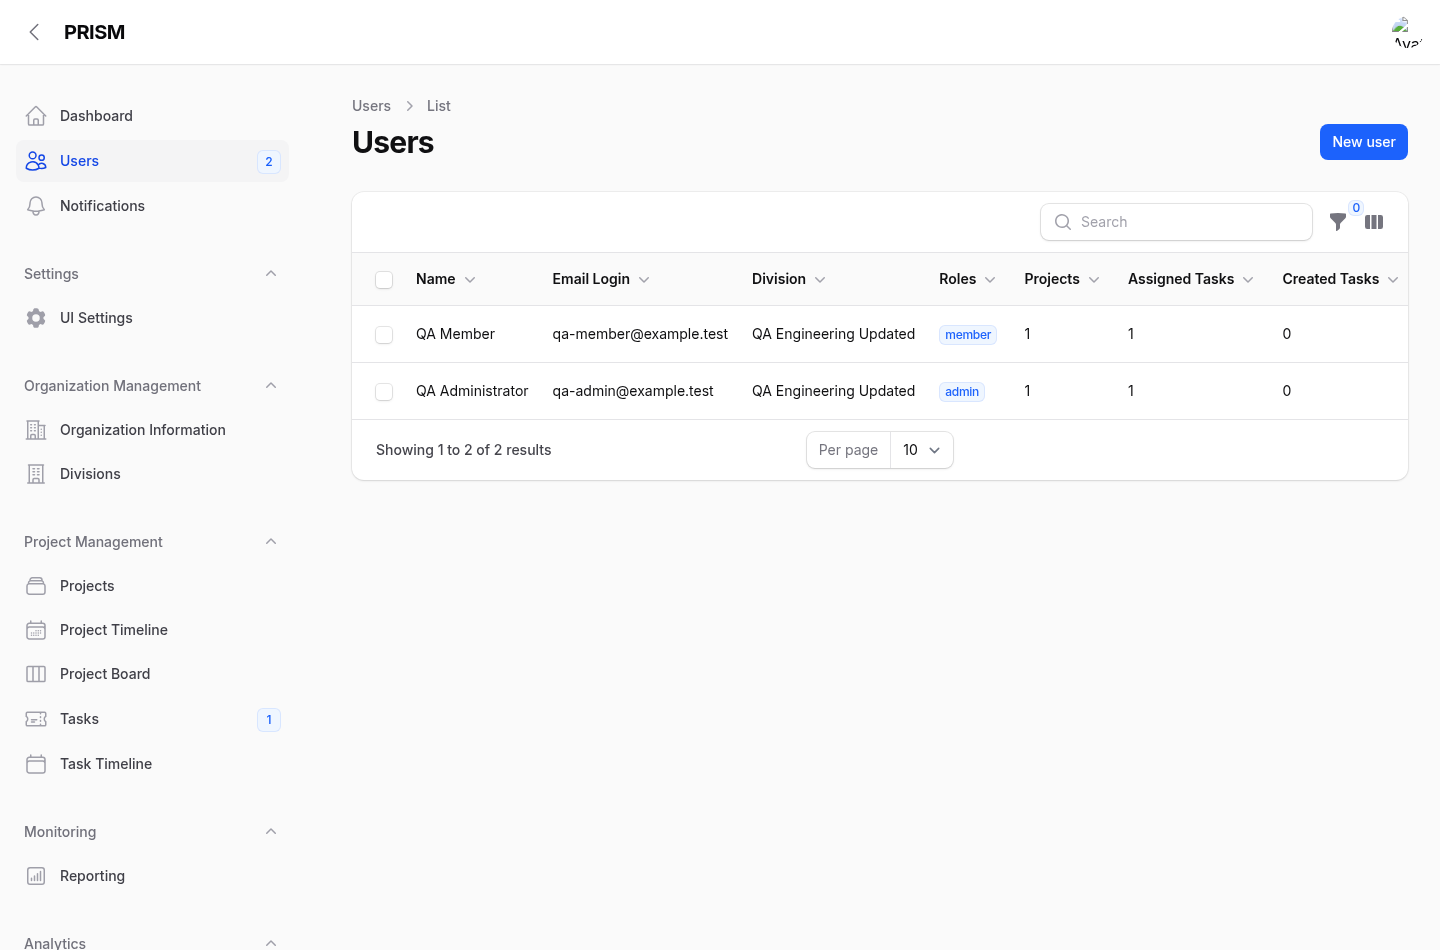 PRISM
Ava
Dashboard
Users 2
Notifications
Settings
UI Settings
Organization Management
Organization Information
Divisions
Project Management
Projects
Project Timeline
Project Board
Tasks 1
Task Timeline
Monitoring
Reporting
Analytics
Users List
Users
New user
Search
0
Name Email Login Division Roles Projects Assigned Tasks Created Tasks
QA Member qa-member@example.test QA Engineering Updated member 1 1 0
QA Administrator qa-admin@example.test QA Engineering Updated admin 1 1 0
Showing 1 to 2 of 2 results Per page 10